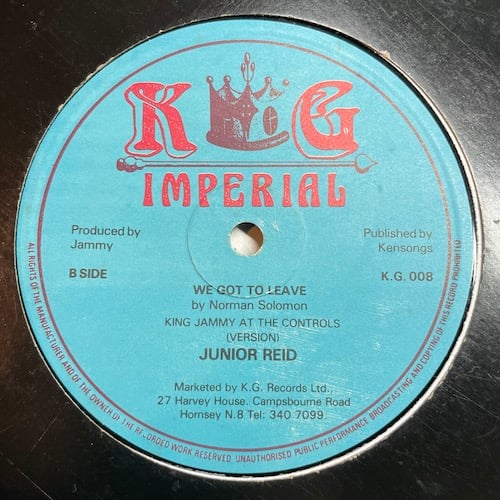 K G
IMPERIAL
Produced by
Jammy
Published by
Kensongs
B SIDE
K.G. 008
WE GOT TO LEAVE
by Norman Solomon
KING JAMMY AT THE CONTROLS
(VERSION)
JUNIOR REID
Marketed by K.G. Records Ltd.,
27 Harvey House. Campsbourne Road
Hornsey N.8 Tel: 340 7099.
ALL RIGHTS OF THE MANUFACTURER AND OF THE OWNER OF THE RECORDED WORK RESERVED. UNAUTHORISED PUBLIC PERFORMANCE BROADCASTING AND COPYING OF THIS RECORD PROHIBITED